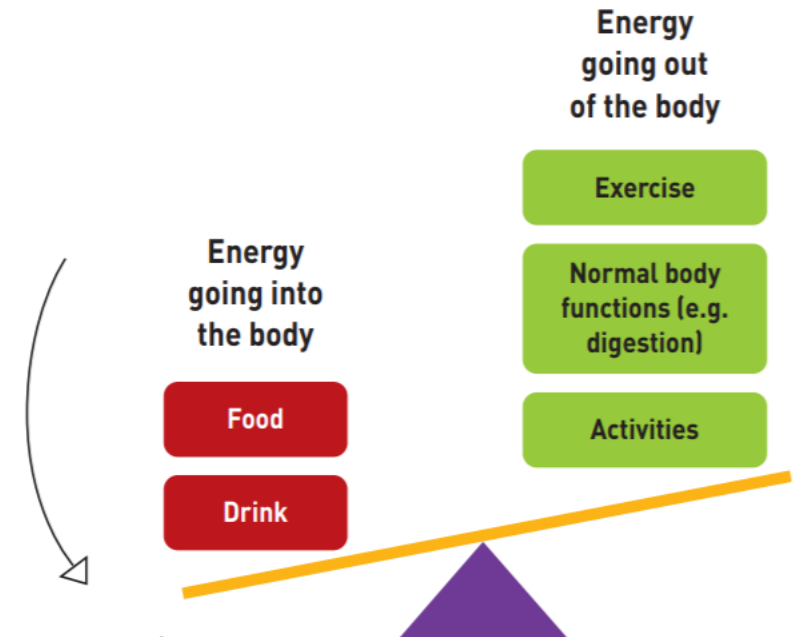 Energy
going out
of the body
Exercise
Normal body
functions (e.g.
digestion)
Activities
Energy
going into
the body
Food
Drink